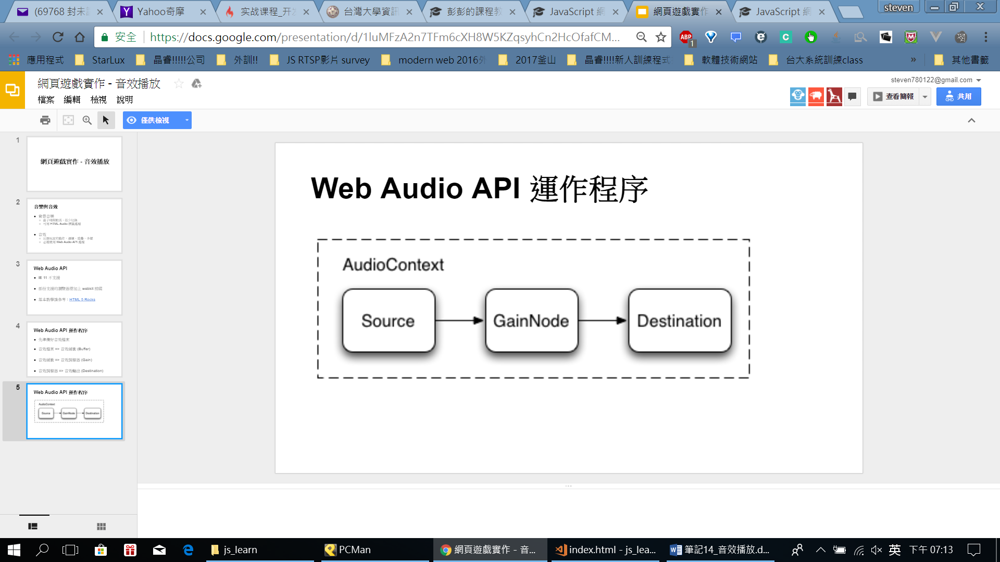 (69768 封未
Yahoo奇摩
实战课程_开
台灣大學資訊
彭彭的課程教
JavaScript 網
網頁遊戲實作
JavaScript 網
steven
安全
https://docs.google.com/presentation/d/1luMFzA2n7TFm6cXH8W5KZqsyhCn2HcOfafCM...
ABP
1
應用程式
StarLux
晶睿!!!!!公司
外訓!!
JS RTSP影片 survey
modern web 2016
2017釜山
晶睿!!!!新人訓練程式
軟體技術網站
台大系統訓練class
»
其他書籤
網頁遊戲實作 - 音效播放
steven780122@gmail.com
檔案 編輯 檢視 說明
查看簡報
共用
僅供檢視
1
網頁遊戲實作 - 音效播放
2
音樂與音效
背景音樂
可用 HTML Audio 標籤處理
音效
必需使用 Web Audio API 處理
3
Web Audio API
IE 11 不支援
部份支援的瀏覽器需加上 webkit 前綴
基本教學請參考：HTML 5 Rocks
4
Web Audio API 運作程序
先準備好音效檔案
音效檔案 => 音效緩衝 (Buffer)
音效緩衝 => 音效調整器 (Gain)
音效調整器 => 音效輸出 (Destination)
5
Web Audio API 運作程序
AudioContext
Source
GainNode
Destination
Web Audio API 運作程序
AudioContext
Source
GainNode
Destination
js_learn
PCMan
網頁遊戲實作 - 音...
index.html - js_lea...
筆記14_音效播放.d...
英
下午 07:13